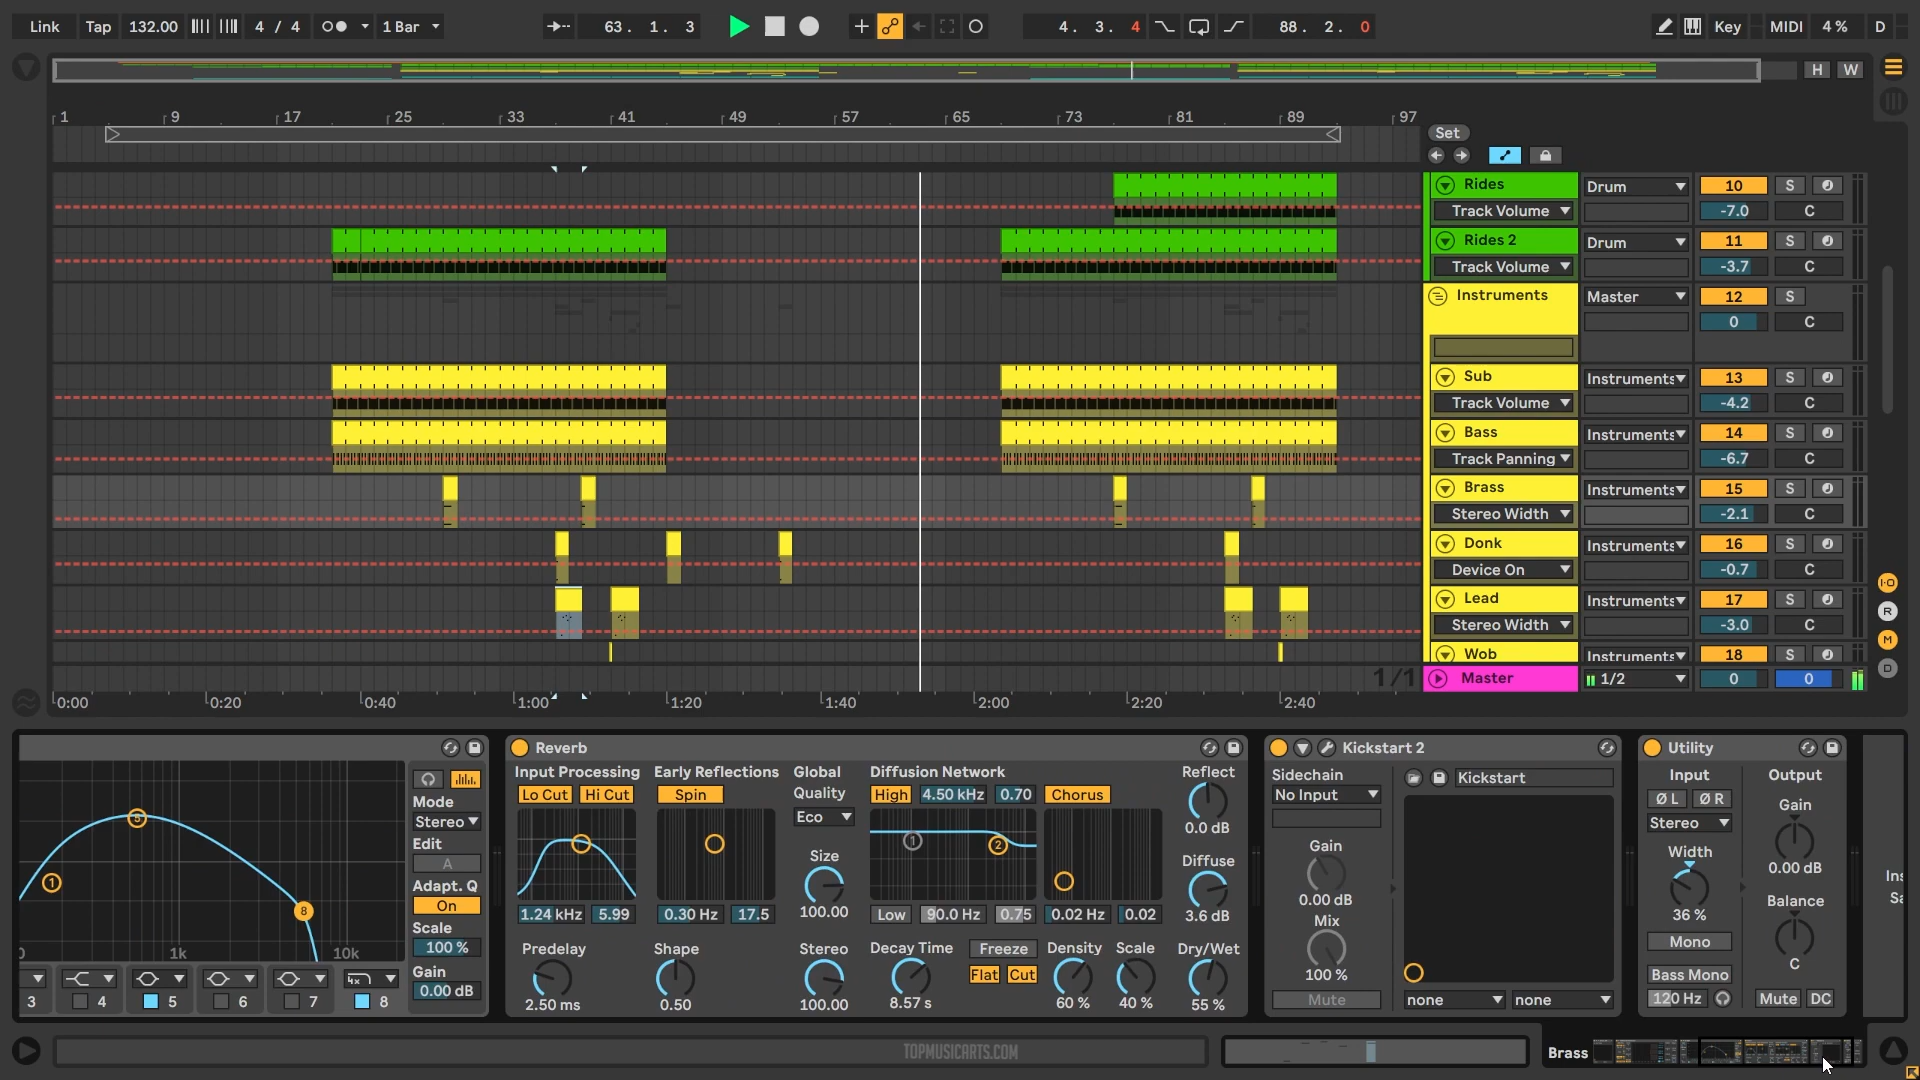 Link Tap 132.00 4 / 4 1 Bar 63. 1. 3 4. 3. 4 88. 2. 0 Key MIDI 4 % D
H W
1 9 17 25 33 41 49 57 65 73 81 89 97
Set
Rides Drum 10 S
Track Volume -7.0 C
Rides 2 Drum 11 S
Track Volume -3.7 C
Instruments Master 12 S
0 C
Sub Instruments 13 S
Track Volume -4.2 C
Bass Instruments 14 S
Track Panning -6.7 C
Brass Instruments 15 S
Stereo Width -2.1 C
Donk Instruments 16 S
Device On -0.7 C
Lead Instruments 17 S
Stereo Width -3.0 C
Wob Instruments 18 S
1/1 Master 1/2 0 0
I·O
R
M
D
0:00 0:20 0:40 1:00 1:20 1:40 2:00 2:20 2:40
Mode
Stereo
Edit
A
Adapt. Q
On
Scale
100 %
Gain
0.00 dB
1 5 8
1k 10k
3 4 5 6 7 8
Reverb
Input Processing Early Reflections Global Diffusion Network Reflect
Lo Cut Hi Cut Spin Quality High 4.50 kHz 0.70 Chorus
Eco 1 2 0.0 dB
Size Diffuse
100.00
1.24 kHz 5.99 0.30 Hz 17.5 Low 90.0 Hz 0.75 0.02 Hz 0.02 3.6 dB
Predelay Shape Stereo Decay Time Freeze Density Scale Dry/Wet
Flat Cut
2.50 ms 0.50 100.00 8.57 s 60 % 40 % 55 %
Kickstart 2
Sidechain Kickstart
No Input
Gain
0.00 dB
Mix
100 %
Mute none none
Utility
Input Output
Ø L Ø R Gain
Stereo
Width 0.00 dB
36 % Balance
Mono
Bass Mono C
120 Hz Mute DC
TOPMUSICARTS.COM
Brass